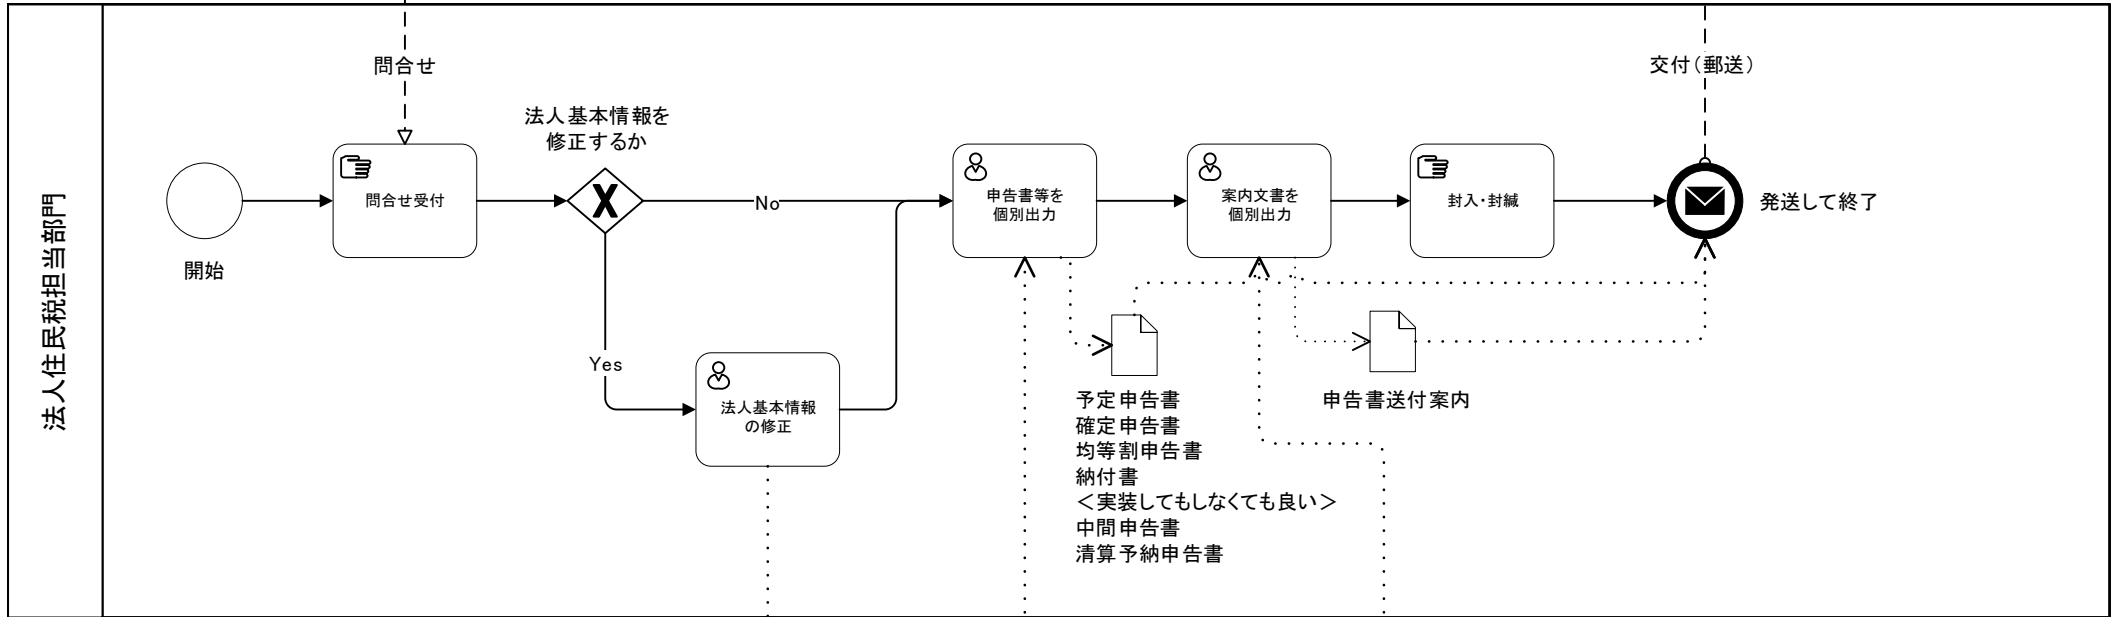 法人住民税担当部門
問合せ
交付(郵送)
法人基本情報を
修正するか
開始
問合せ受付
No
Yes
法人基本情報
の修正
申告書等を
個別出力
案内文書を
個別出力
封入・封緘
発送して終了
予定申告書
確定申告書
均等割申告書
納付書
<実装してもしなくても良い>
中間申告書
清算予納申告書
申告書送付案内